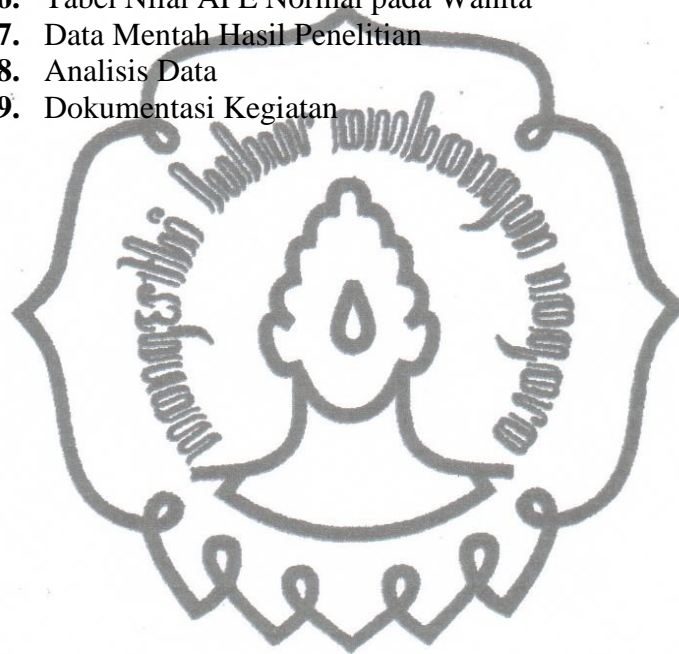 6. Tabel Nilai APE Normal pada Wanita
7. Data Mentah Hasil Penelitian
8. Analisis Data
9. Dokumentasi Kegiatan